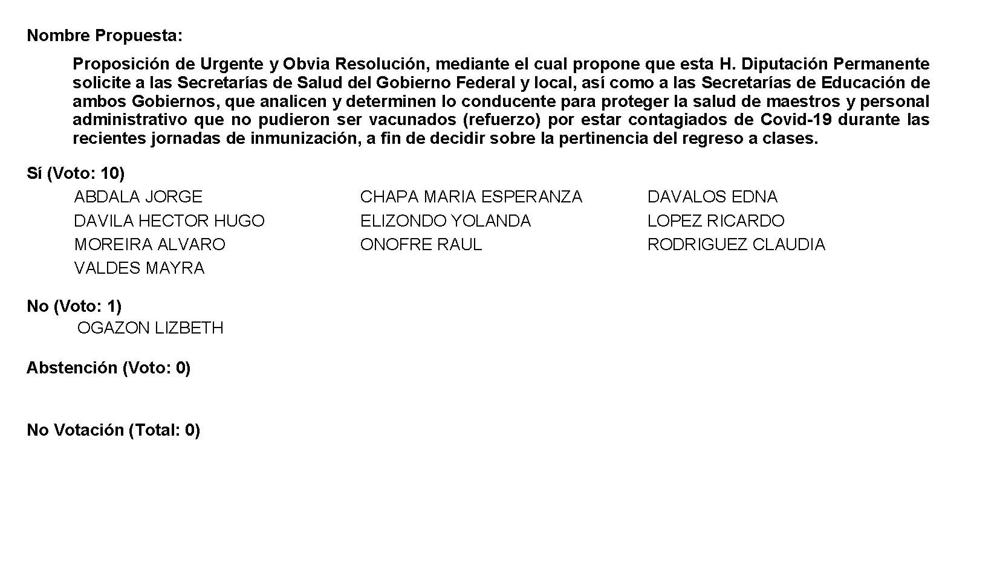 Nombre Propuesta:
Proposición de Urgente y Obvia Resolución, mediante el cual propone que esta H. Diputación Permanente
solicite a las Secretarías de Salud del Gobierno Federal y local, así como a las Secretarías de Educación de
ambos Gobiernos, que analicen y determinen lo conducente para proteger la salud de maestros y personal
administrativo que no pudieron ser vacunados (refuerzo) por estar contagiados de Covid-19 durante las
recientes jornadas de inmunización, a fin de decidir sobre la pertinencia del regreso a clases.
Sí (Voto: 10)
ABDALA JORGE CHAPA MARIA ESPERANZA DAVALOS EDNA
DAVILA HECTOR HUGO ELIZONDO YOLANDA LOPEZ RICARDO
MOREIRA ALVARO ONOFRE RAUL RODRIGUEZ CLAUDIA
VALDES MAYRA
No (Voto: 1)
OGAZON LIZBETH
Abstención (Voto: 0)
No Votación (Total: 0)